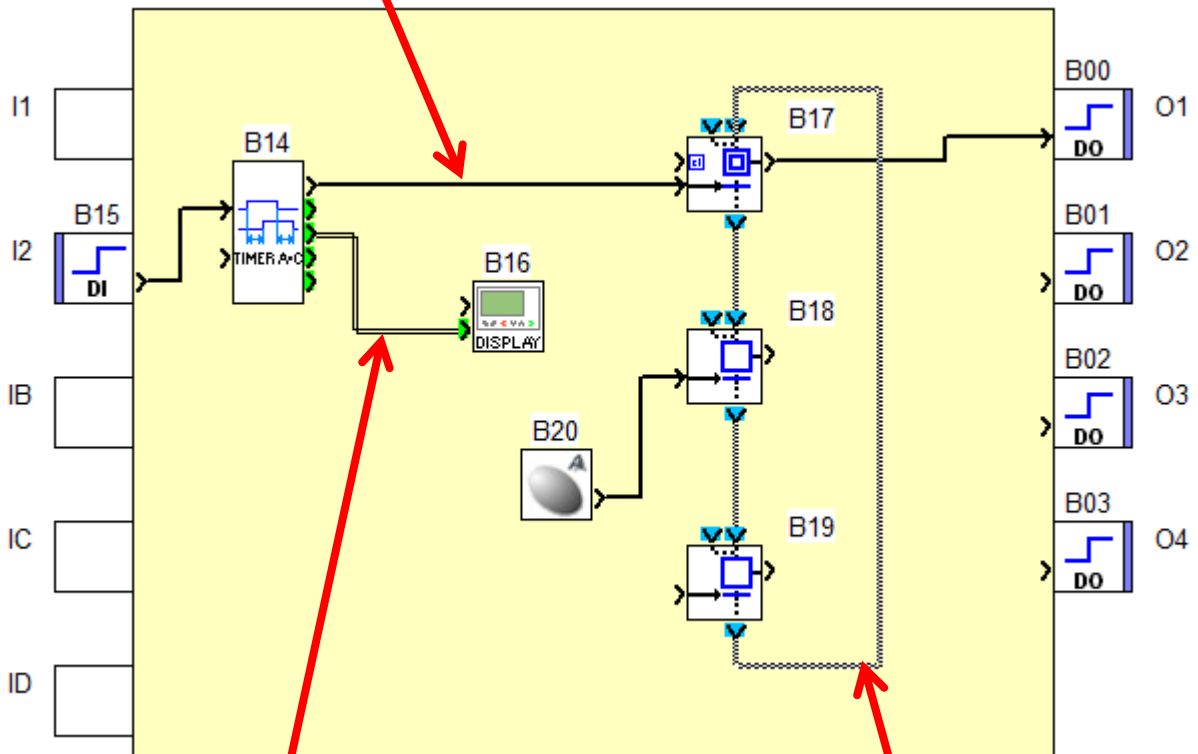 B00
I1
B17
O1
DO
B14
B15
B01
I2
TIMER A•C
B16
O2
DI
DO
B18
DISPLAY
B02
IB
O3
B20
DO
A
B03
B19
IC
O4
DO
ID